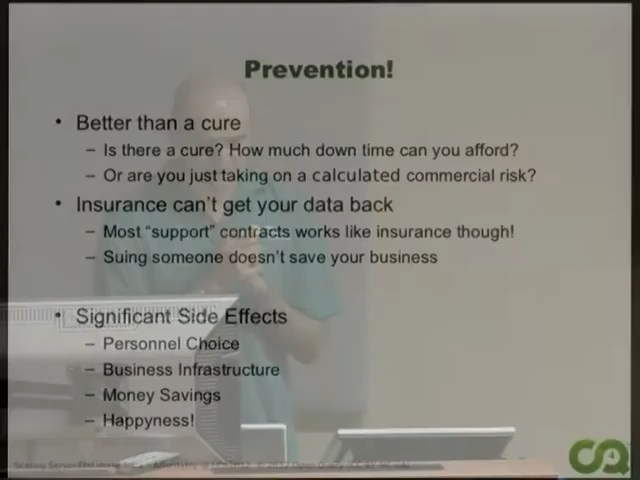 Prevention!
• Better than a cure
– Is there a cure? How much down time can you afford?
– Or are you just taking on a calculated commercial risk?
• Insurance can't get your data back
– Most “support” contracts works like insurance though!
– Suing someone doesn't save your business
• Significant Side Effects
– Personnel Choice
– Business Infrastructure
– Money Savings
– Happyness!